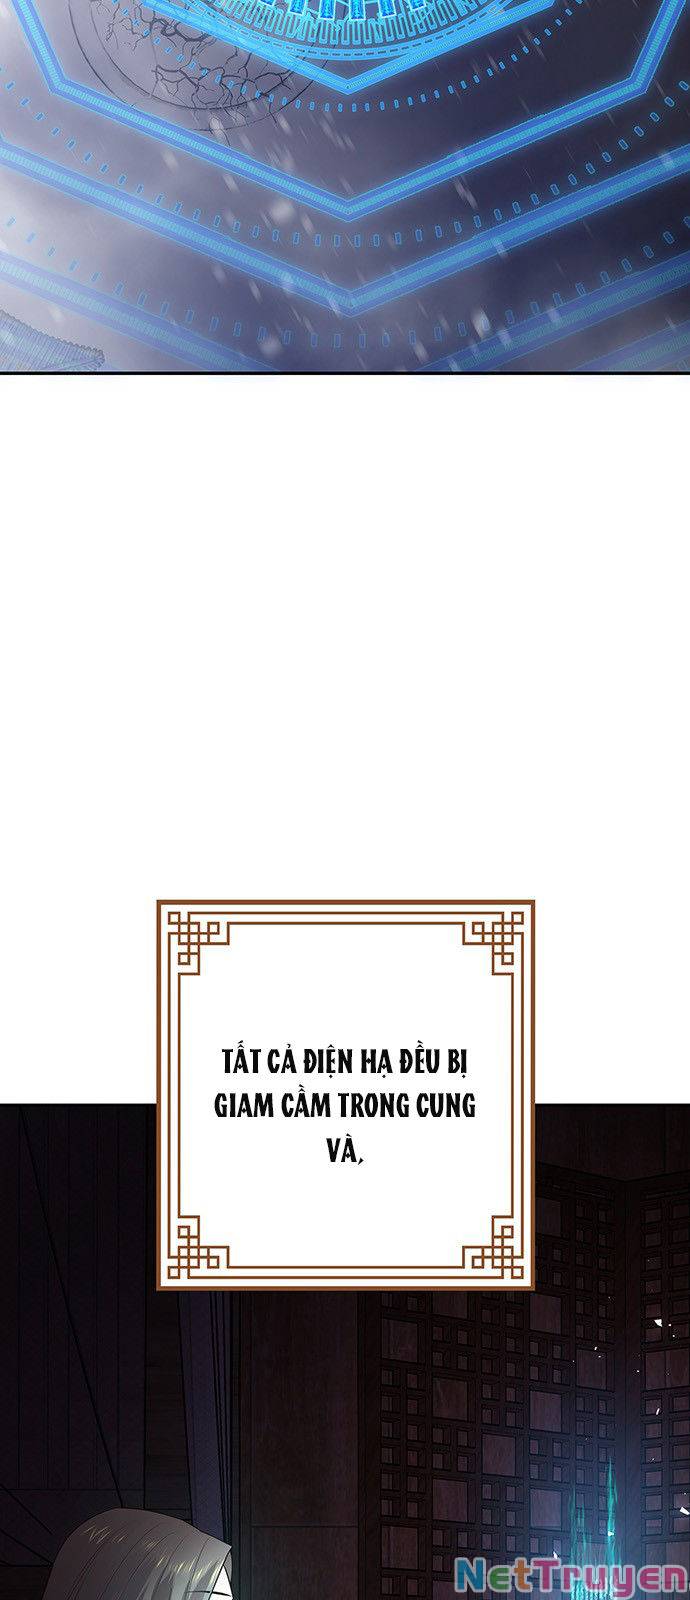 TẤT CẢ ĐIỆN HẠ ĐỀU BỊ
GIAM CẦM TRONG CUNG
VÀ,
NetTruyen